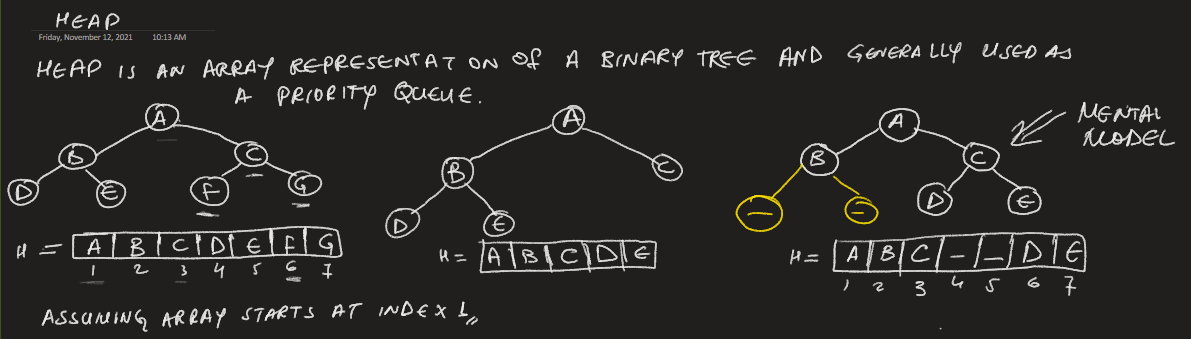 HEAP
Friday, November 12, 2021 10:13 AM
HEAP IS AN ARRAY REPRESENTAT ON OF A BINARY TREE AND GENERALLY USED AS
A PRIORITY QUEUE.
A
B C
D E F G
H = A B C D E F G
1 2 3 4 5 6 7
A
B C
D E
H = A B C D E
A
B C
– – D E
MENTAL
MODEL
H = A B C – – D E
1 2 3 4 5 6 7
ASSUMING ARRAY STARTS AT INDEX 1,,